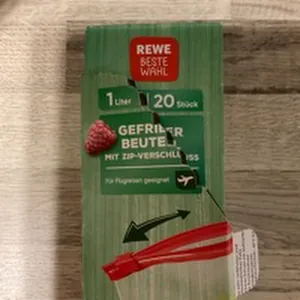 REWE
BESTE
WAHL
1 Liter 20 Stück
GEFRIER
BEUTEL
MIT ZIP-VERSCHLUSS
Für Flugreisen geeignet